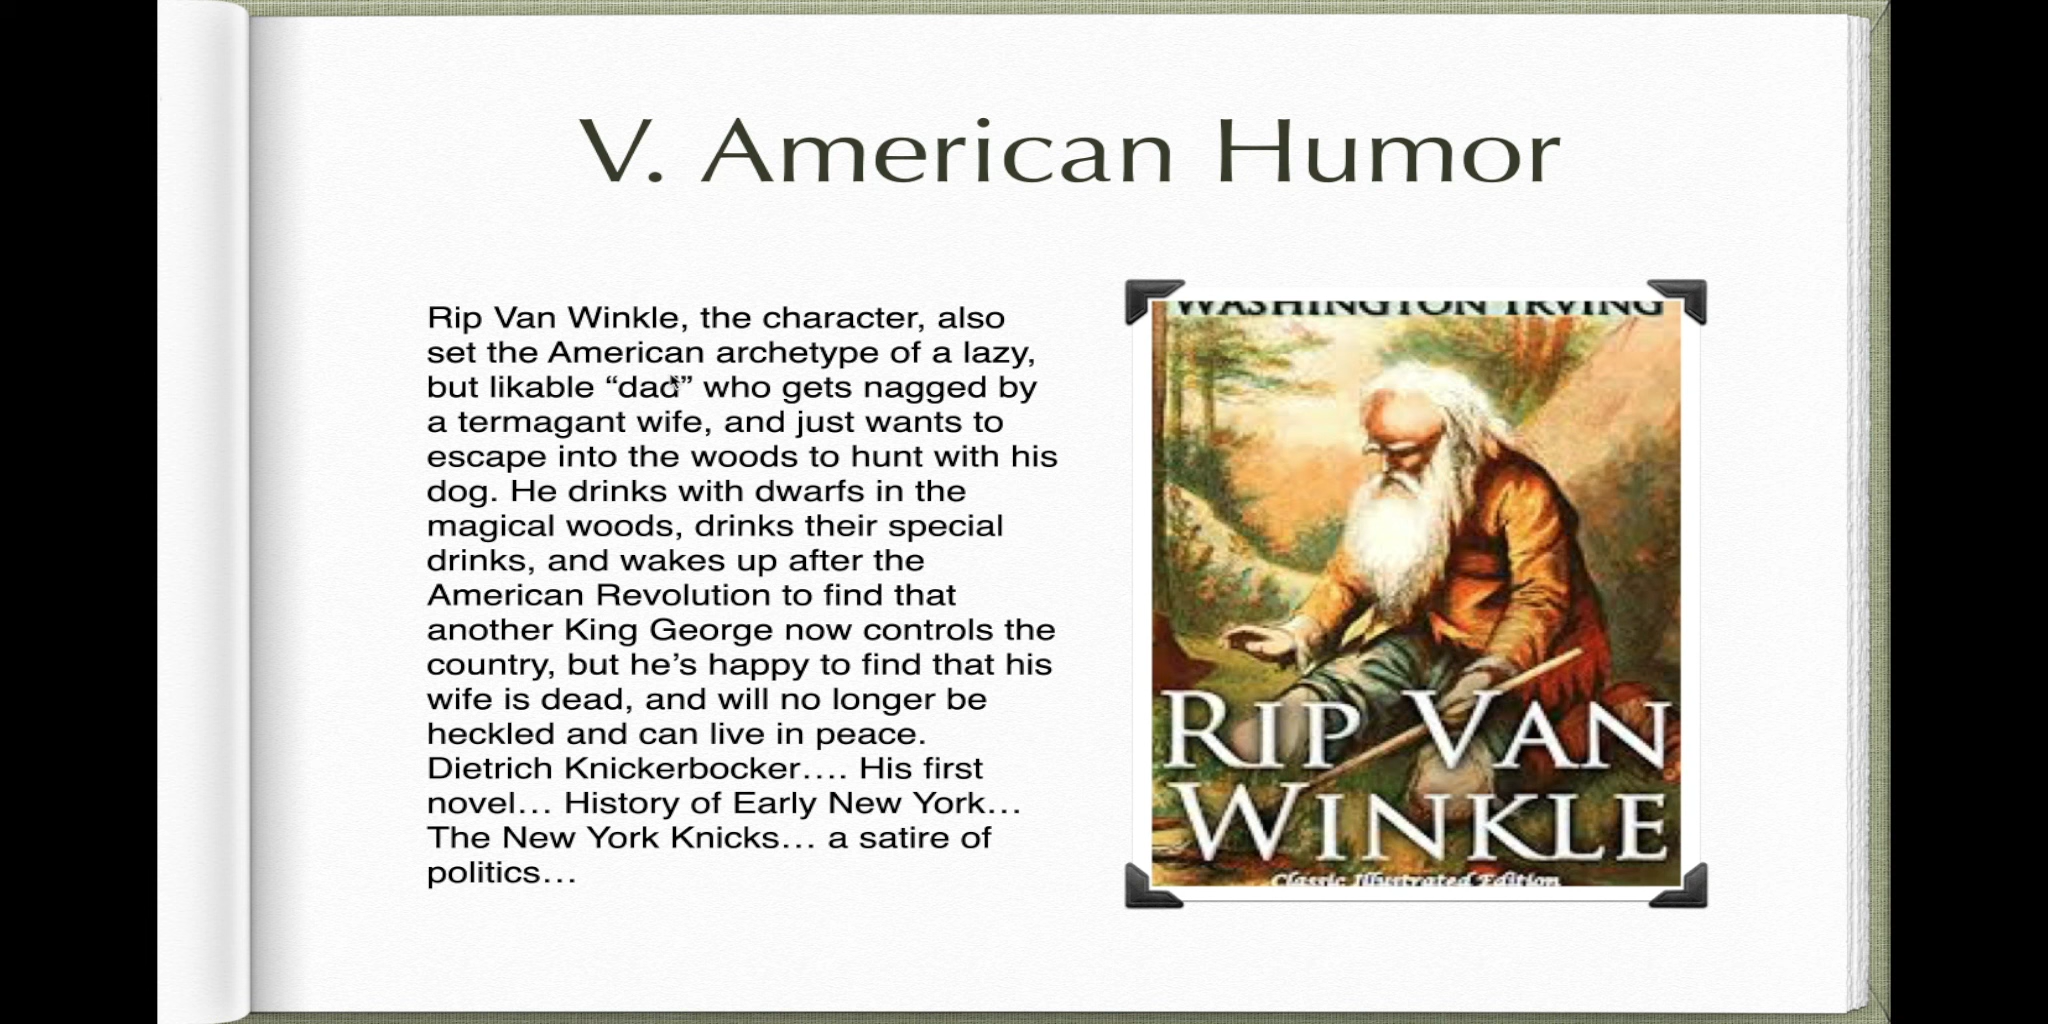 V. American Humor
Rip Van Winkle, the character, also
set the American archetype of a lazy,
but likable “dad” who gets nagged by
a termagant wife, and just wants to
escape into the woods to hunt with his
dog. He drinks with dwarfs in the
magical woods, drinks their special
drinks, and wakes up after the
American Revolution to find that
another King George now controls the
country, but he’s happy to find that his
wife is dead, and will no longer be
heckled and can live in peace.
Dietrich Knickerbocker…. His first
novel… History of Early New York…
The New York Knicks… a satire of
politics…
WASHINGTON IRVING
RIP VAN
WINKLE
Classic Illustrated Edition